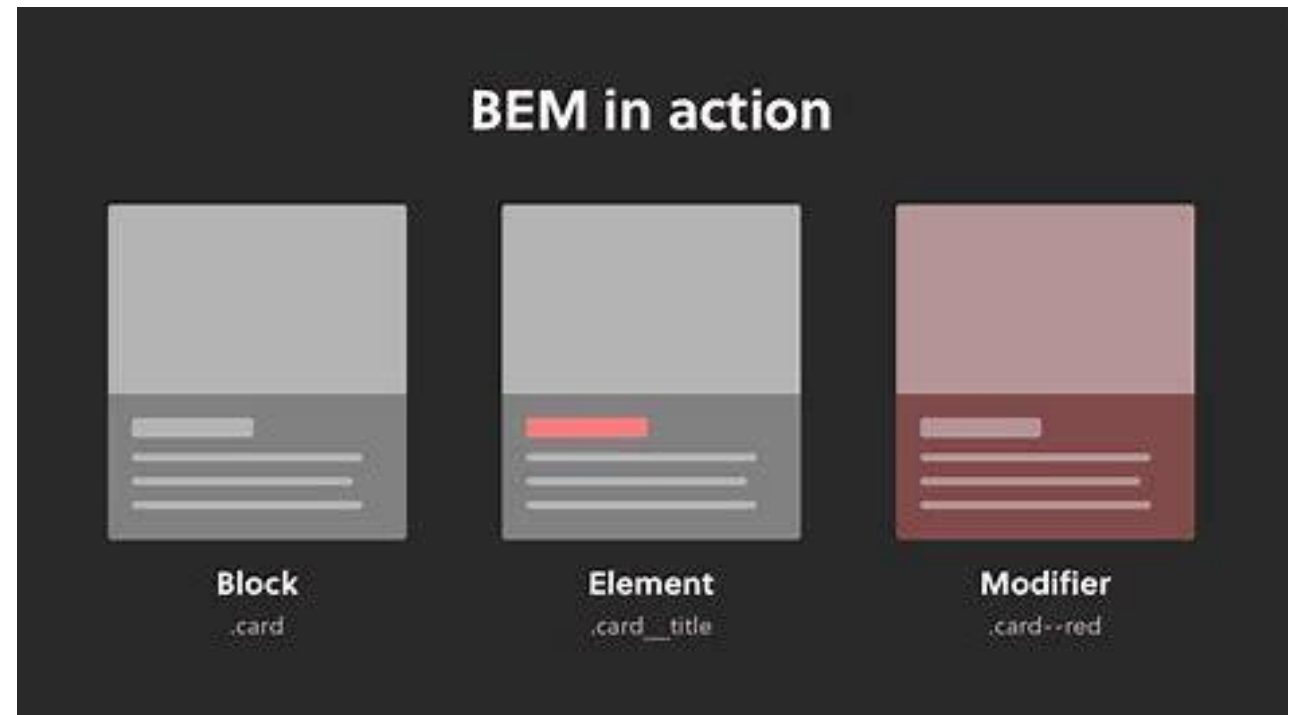 BEM in action
Block
.card
Element
.card__title
Modifier
.card--red